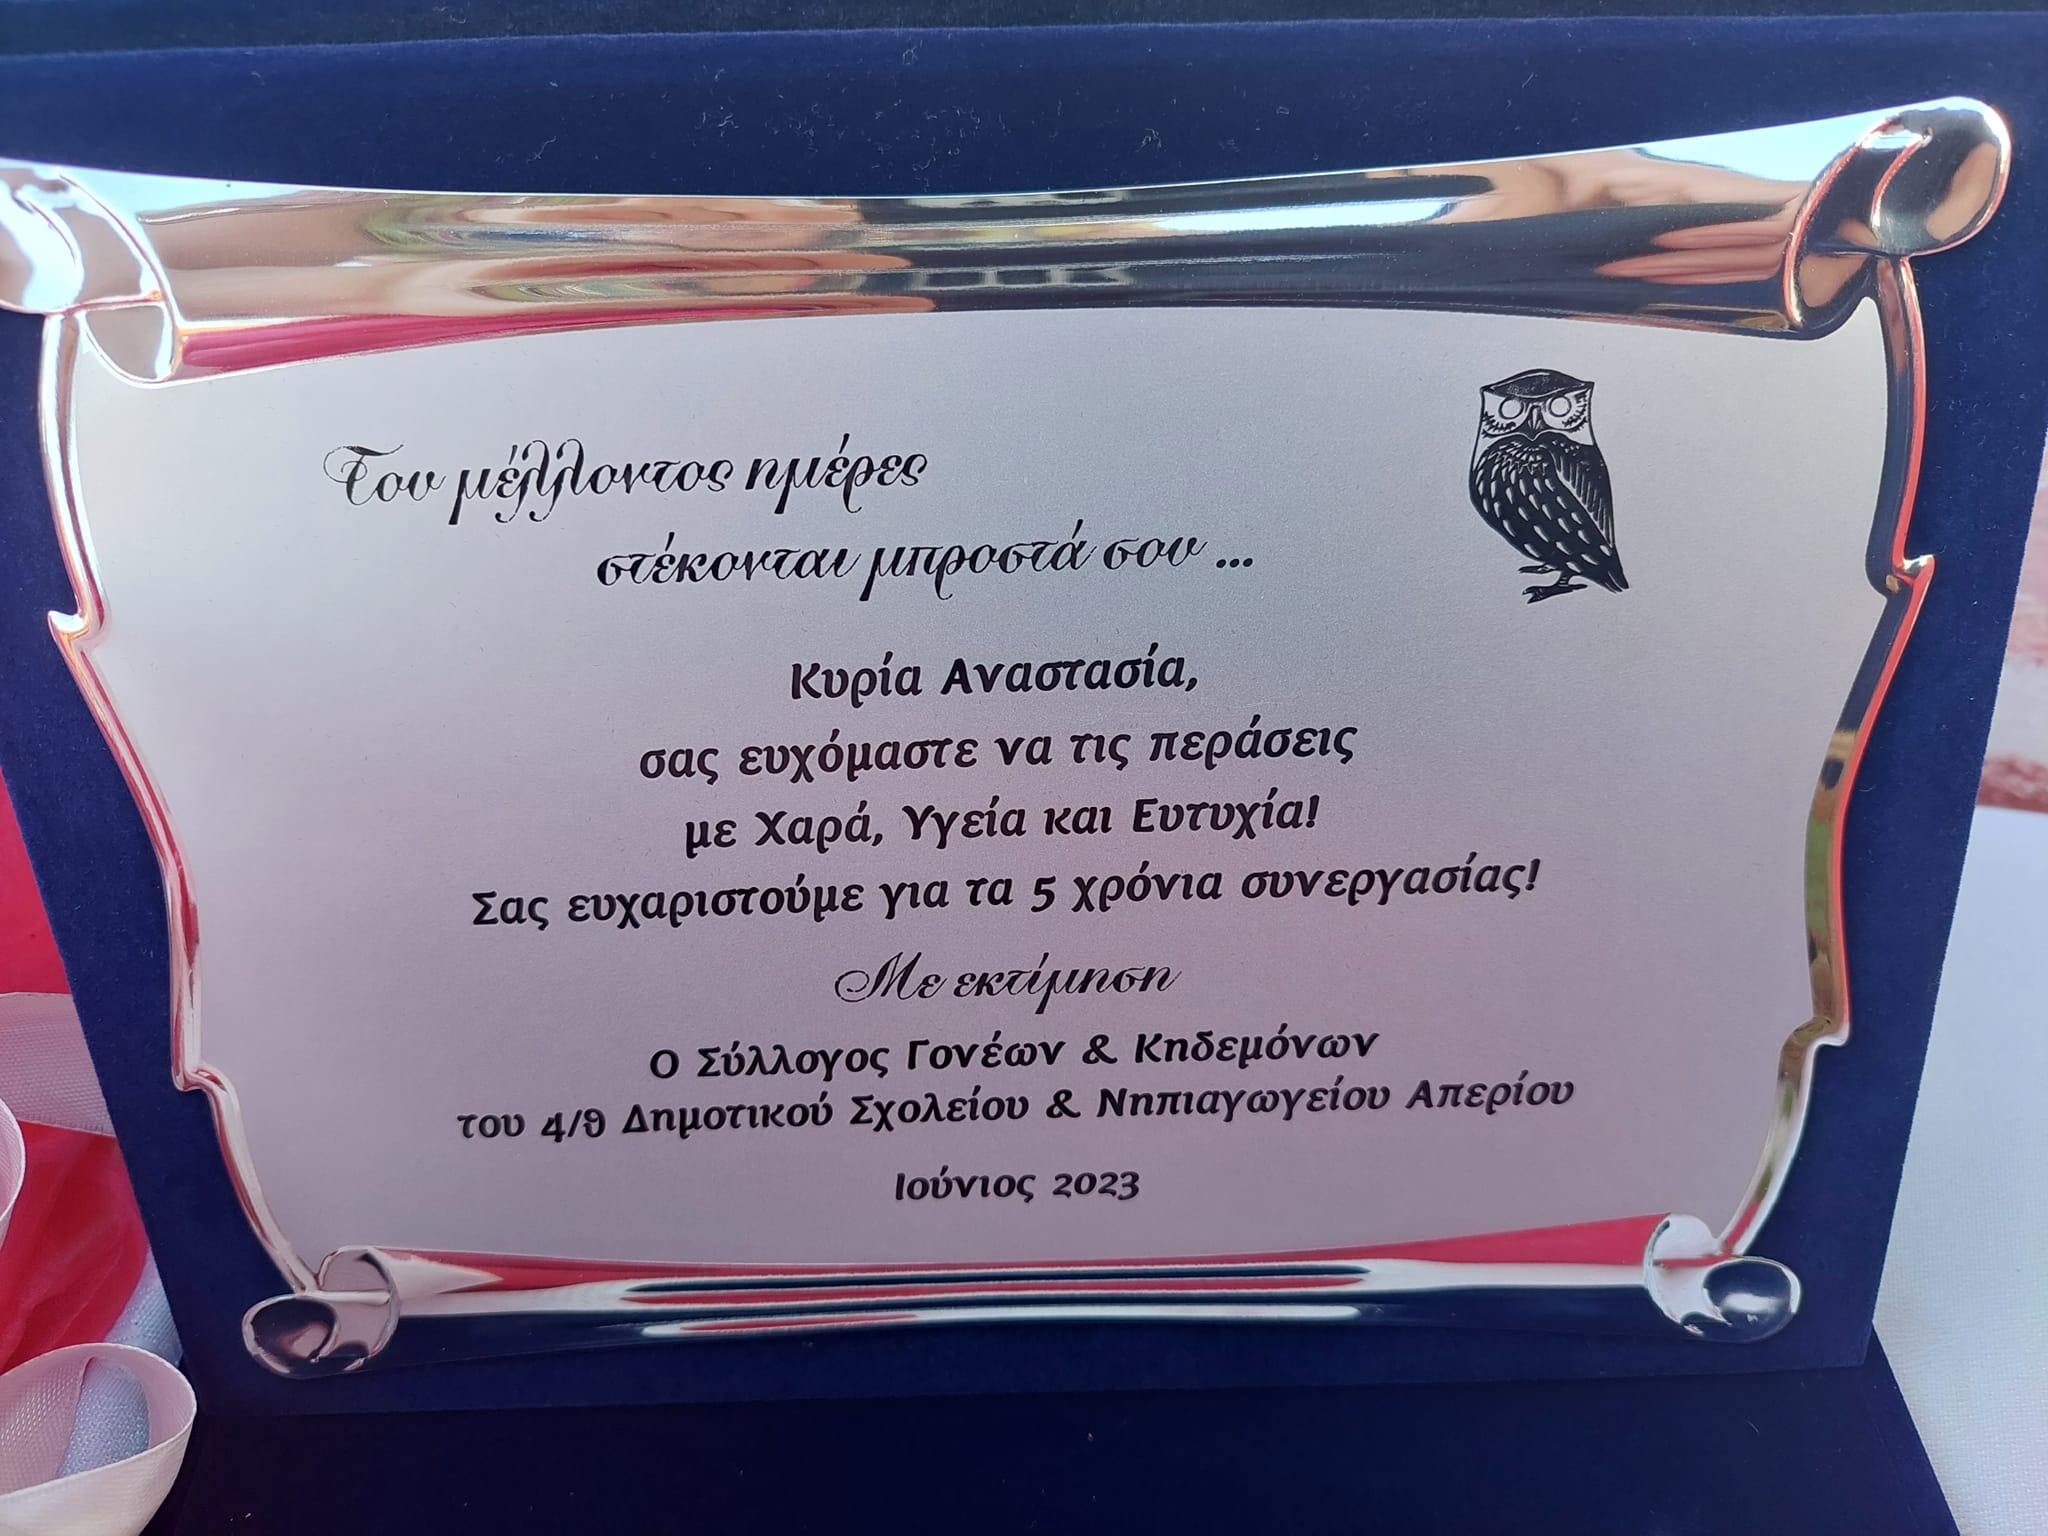 Του μέλλοντος ημέρες
στέκονται μπροστά σου ...
Κυρία Αναστασία,
σας ευχόμαστε να τις περάσεις
με Χαρά, Υγεία και Ευτυχία!
Σας ευχαριστούμε για τα 5 χρόνια συνεργασίας!
Με εκτίμηση
Ο Σύλλογος Γονέων & Κηδεμόνων
του 4/θ Δημοτικού Σχολείου & Νηπιαγωγείου Απερίου
Ιούνιος 2023